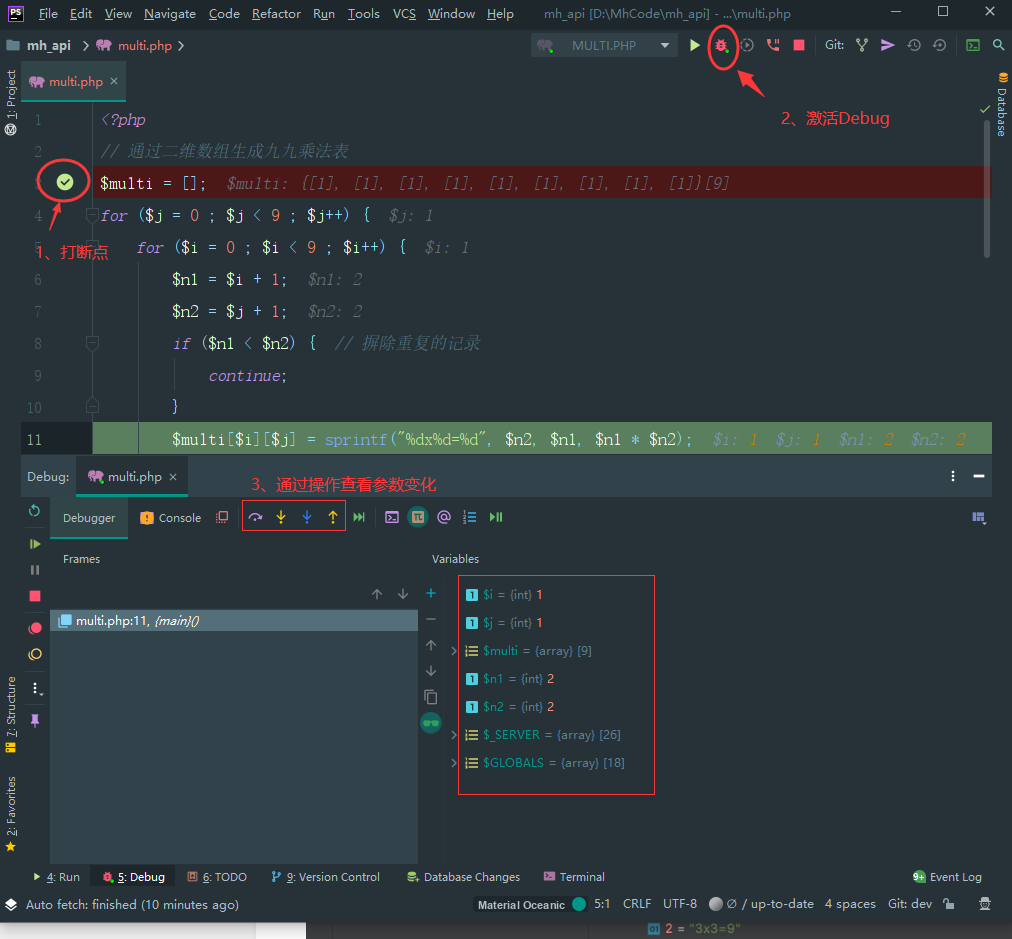 PS File Edit View Navigate Code Refactor Run Tools VCS Window Help mh_api [D:\MhCode\mh_api] - ...\multi.php
mh_api multi.php MULTI.PHP Git:
1: Project
multi.php ×
2、激活Debug
Database
1 <?php
2 // 通过二维数组生成九九乘法表
$multi = []; $multi: {[1], [1], [1], [1], [1], [1], [1], [1], [1]}[9]
4 for ($j = 0 ; $j < 9 ; $j++) { $j: 1
1、打断点
5 for ($i = 0 ; $i < 9 ; $i++) { $i: 1
6 $n1 = $i + 1; $n1: 2
7 $n2 = $j + 1; $n2: 2
8 if ($n1 < $n2) { // 摒除重复的记录
9 continue;
10 }
11 $multi[$i][$j] = sprintf("%dx%d=%d", $n2, $n1, $n1 * $n2); $i: 1 $j: 1 $n1: 2 $n2: 2
Debug: multi.php ×
3、通过操作查看参数变化
Debugger Console
Frames Variables
multi.php:11, {main}()
$i = {int} 1
$j = {int} 1
$multi = {array} [9]
$n1 = {int} 2
$n2 = {int} 2
$_SERVER = {array} [26]
$GLOBALS = {array} [18]
7: Structure
2: Favorites
4: Run 5: Debug 6: TODO 9: Version Control Database Changes Terminal 9+ Event Log
Auto fetch: finished (10 minutes ago) Material Oceanic 5:1 CRLF UTF-8 Ø / up-to-date 4 spaces Git: dev
2 = "3x3=9"